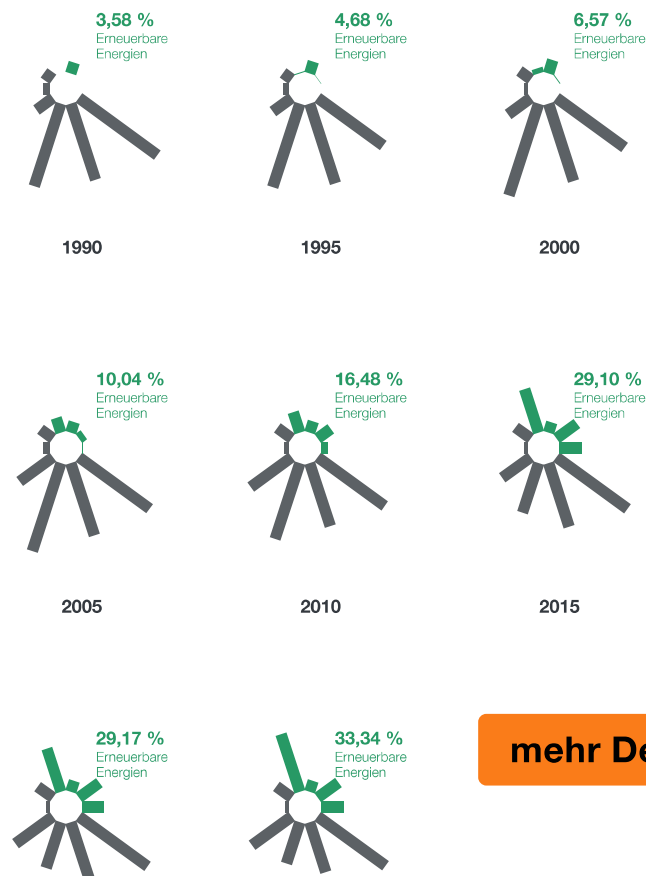 3,58 %
Erneuerbare
Energien
4,68 %
Erneuerbare
Energien
6,57 %
Erneuerbare
Energien
1990
1995
2000
10,04 %
Erneuerbare
Energien
16,48 %
Erneuerbare
Energien
29,10 %
Erneuerbare
Energien
2005
2010
2015
29,17 %
Erneuerbare
Energien
33,34 %
Erneuerbare
Energien
mehr